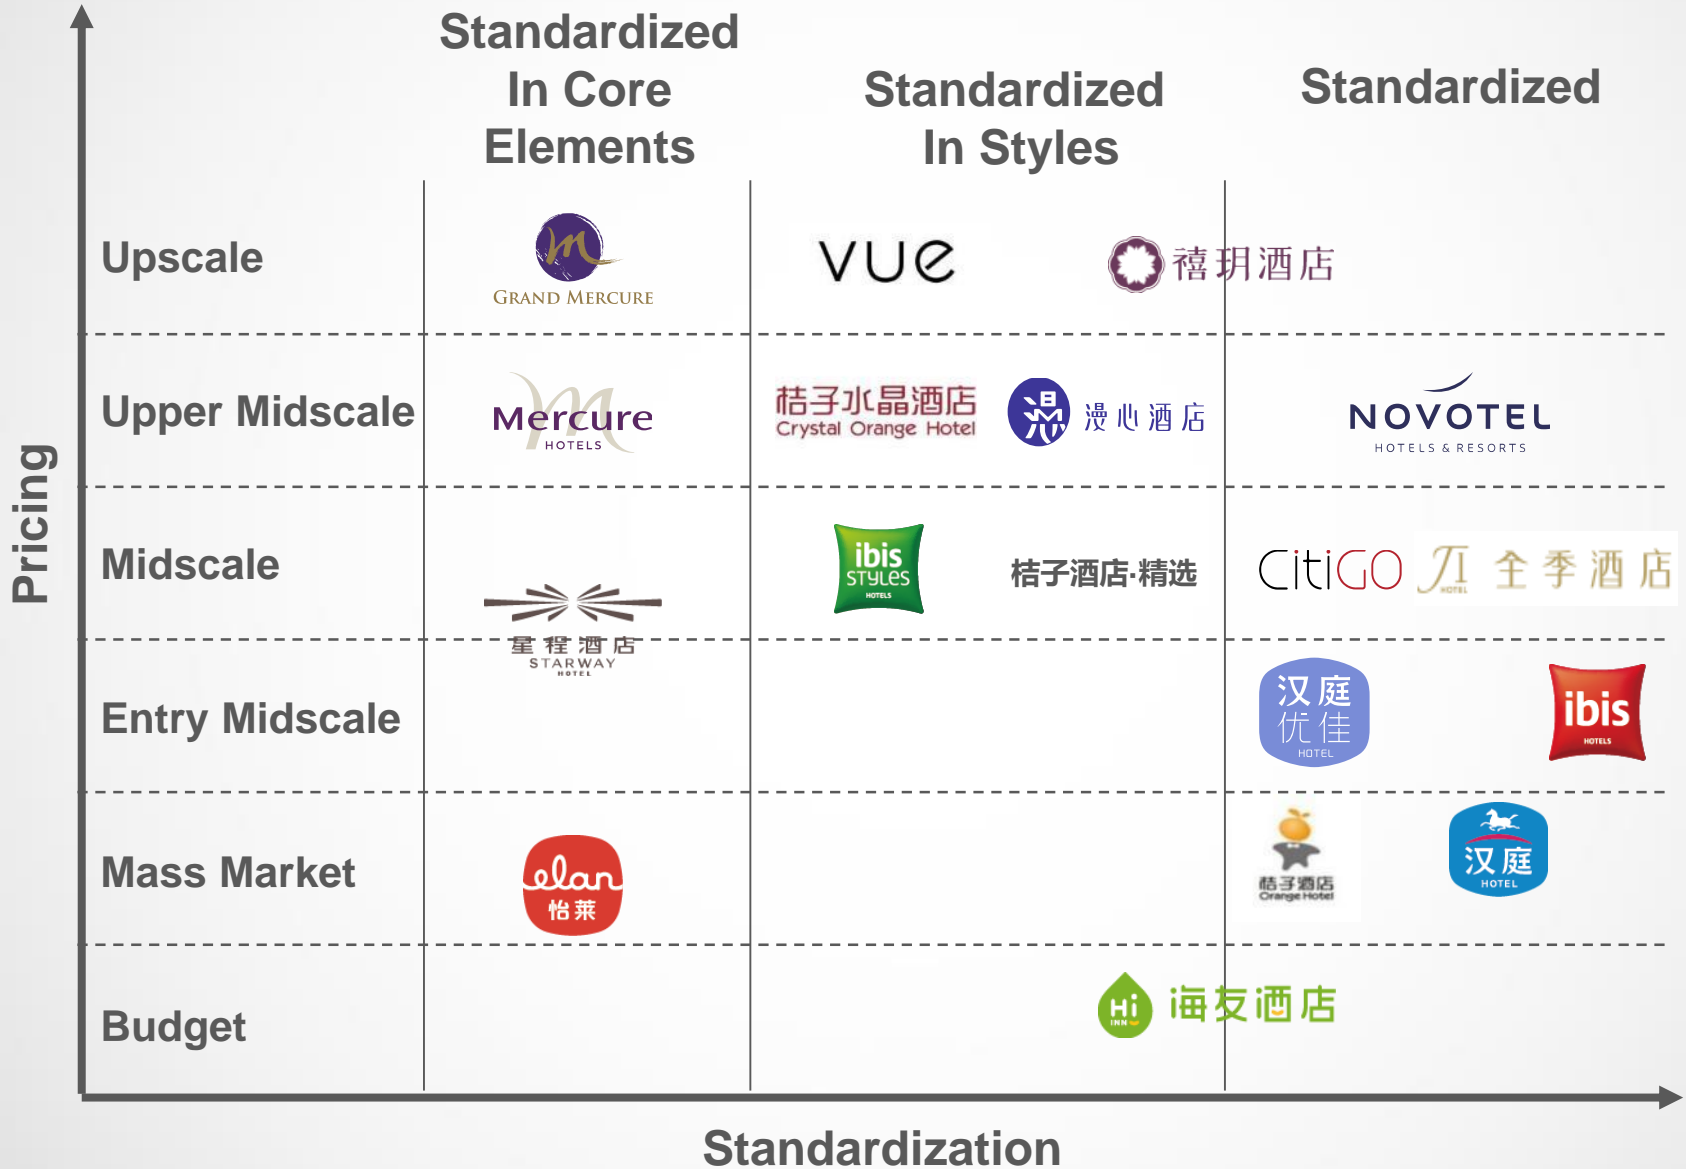 Standardized
In Core
Elements
Standardized
In Styles
Standardized
Pricing
Upscale
GRAND MERCURE
VUE
禧玥酒店
Upper Midscale
Mercure
HOTELS
桔子水晶酒店
Crystal Orange Hotel
漫心
漫心酒店
NOVOTEL
HOTELS & RESORTS
Midscale
ibis
STYLES
HOTELS
桔子酒店·精选
CitiGO
HOTEL
全季酒店
星程酒店
STARWAY
HOTEL
Entry Midscale
汉庭
优佳
HOTEL
ibis
HOTELS
Mass Market
elan
怡莱
桔子酒店
Orange Hotel
汉庭
HOTEL
Budget
Hi
INN
海友酒店
Standardization